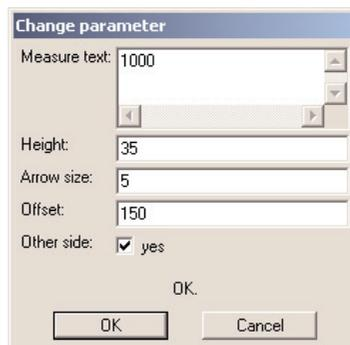 Change parameter
Measure text: 1000
Height: 35
Arrow size: 5
Offset: 150
Other side: yes
OK.
OK Cancel